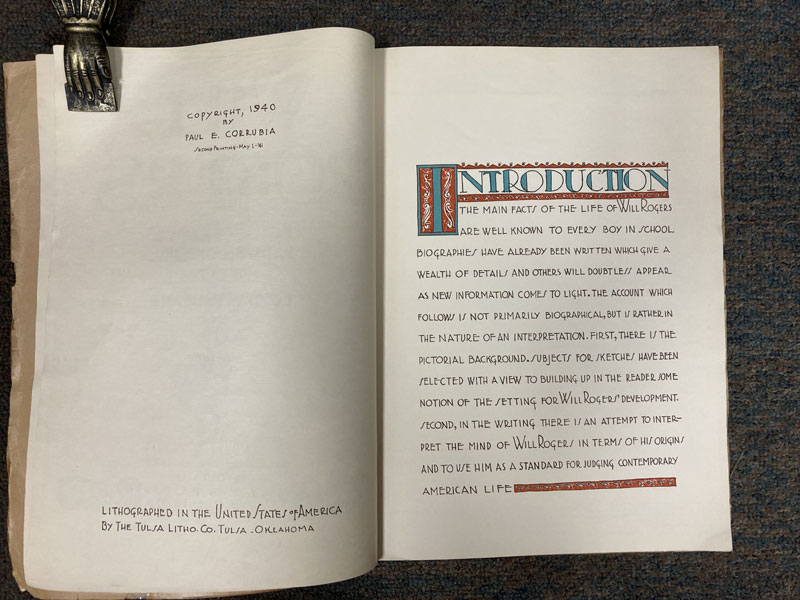 COPYRIGHT, 1940
BY
PAUL E. CORRUBIA
SECOND PRINTING-MAY 1-'41
LITHOGRAPHED IN THE UNITED STATES OF AMERICA
BY THE TULSA LITHO. CO. TULSA - OKLAHOMA
INTRODUCTION
THE MAIN FACTS OF THE LIFE OF WILL ROGERS
ARE WELL KNOWN TO EVERY BOY IN SCHOOL.
BIOGRAPHIES HAVE ALREADY BEEN WRITTEN WHICH GIVE A
WEALTH OF DETAILS AND OTHERS WILL DOUBTLESS APPEAR
AS NEW INFORMATION COMES TO LIGHT. THE ACCOUNT WHICH
FOLLOWS IS NOT PRIMARILY BIOGRAPHICAL, BUT IS RATHER IN
THE NATURE OF AN INTERPRETATION. FIRST, THERE IS THE
PICTORIAL BACKGROUND. SUBJECTS FOR SKETCHES HAVE BEEN
SELECTED WITH A VIEW TO BUILDING UP IN THE READER SOME
NOTION OF THE SETTING FOR WILL ROGERS' DEVELOPMENT.
SECOND, IN THE WRITING THERE IS AN ATTEMPT TO INTER-
PRET THE MIND OF WILL ROGERS IN TERMS OF HIS ORIGINS
AND TO USE HIM AS A STANDARD FOR JUDGING CONTEMPORARY
AMERICAN LIFE